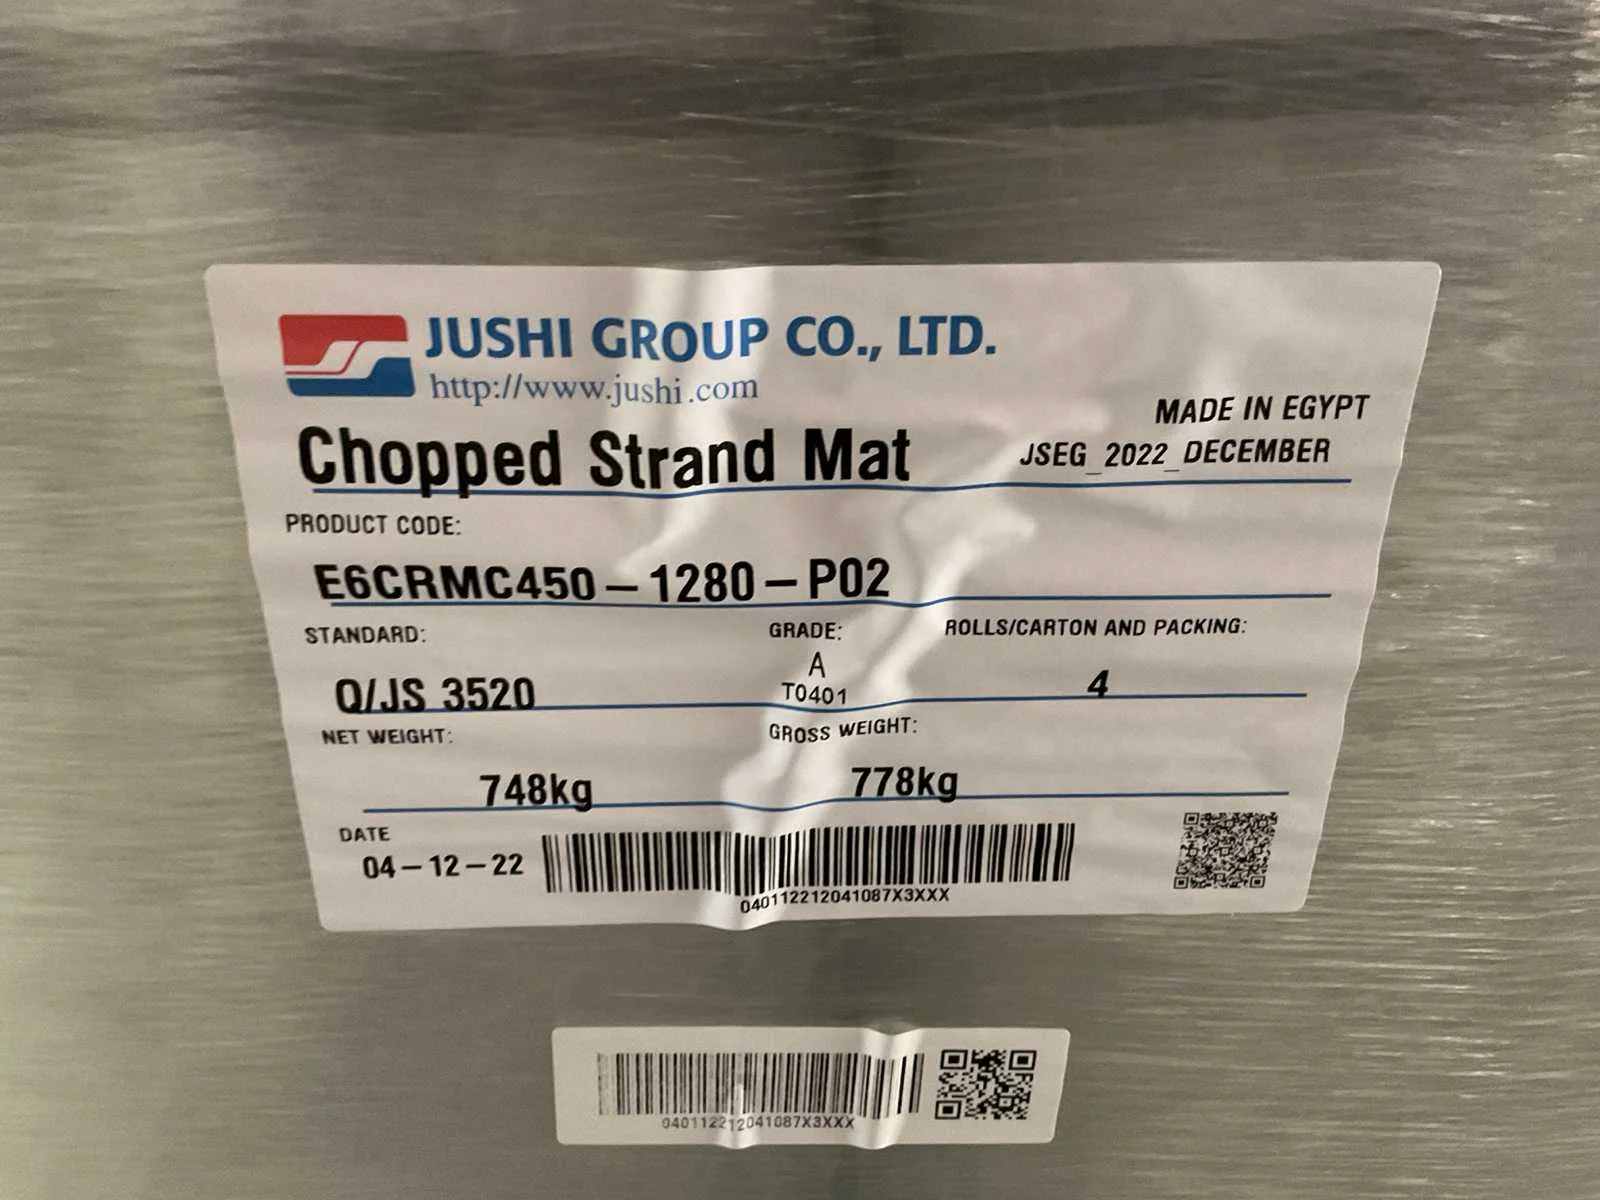 JUSHI GROUP CO., LTD.
http://www.jushi.com
MADE IN EGYPT
Chopped Strand Mat
JSEG_2022_DECEMBER
PRODUCT CODE:
E6CRMC450-1280-P02
STANDARD: GRADE: ROLLS/CARTON AND PACKING:
A
Q/JS 3520 T0401 4
NET WEIGHT: GROSS WEIGHT:
748kg 778kg
DATE
04-12-22
040112212041087X3XXX
040112212041087X3XXX